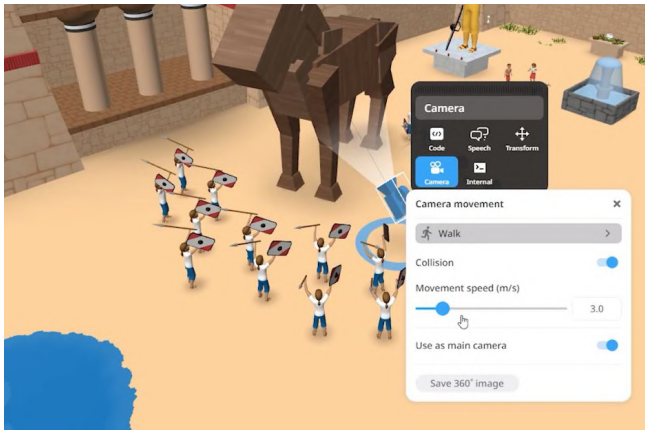 Camera
Code
Speech
Transform
Camera
Internal
Camera movement
Walk
Collision
Movement speed (m/s)
3.0
Use as main camera
Save 360° image